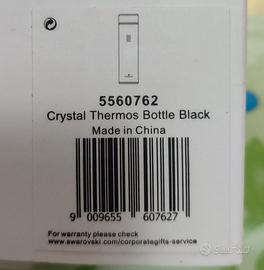 5560762
Crystal Thermos Bottle Black
Made in China
9 009655 607627
For warranty please check
www.swarovski.com/corporategifts-service
subito